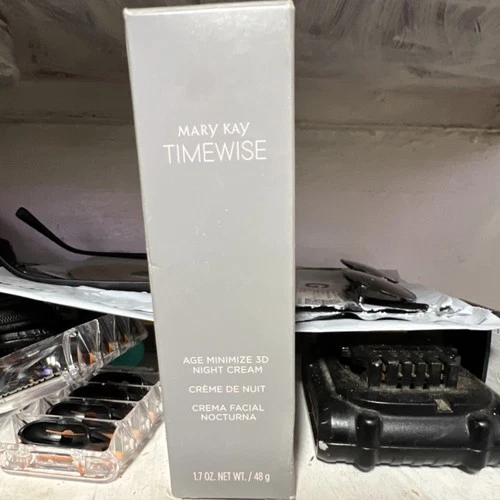 MARY KAY
TIMEWISE
AGE MINIMIZE 3D
NIGHT CREAM
CRÈME DE NUIT
CREMA FACIAL
NOCTURNA
1.7 OZ. NET WT. / 48 g